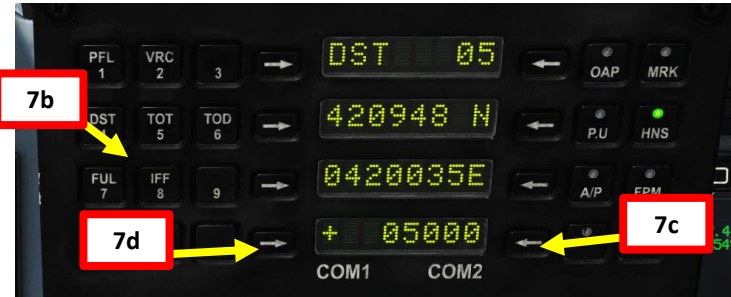 PFL VRC DST 05
1 2 3 OAP MRK
7b
DST TOT TOD 420948 N
5 6 P.U HNS
FUL IFF 0420035E
7 8 9 A/P
7d + 05000 7c
COM1 COM2